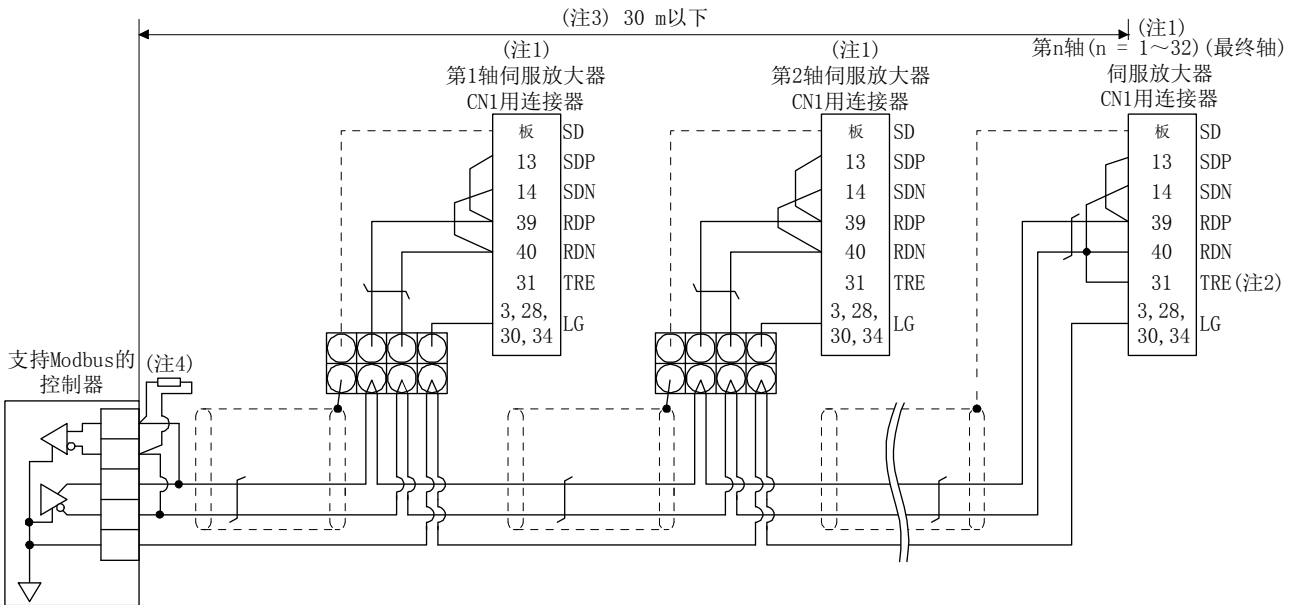 (注3) 30 m以下
(注1)
第1轴伺服放大器
CN1用连接器
板 SD
13 SDP
14 SDN
39 RDP
40 RDN
31 TRE
3,28,
30,34
LG
(注1)
第2轴伺服放大器
CN1用连接器
板 SD
13 SDP
14 SDN
39 RDP
40 RDN
31 TRE
3,28,
30,34
LG
(注1)
第n轴(n = 1～32)(最终轴)
伺服放大器
CN1用连接器
板 SD
13 SDP
14 SDN
39 RDP
40 RDN
31 TRE(注2)
3,28,
30,34
LG
支持Modbus的
控制器
(注4)